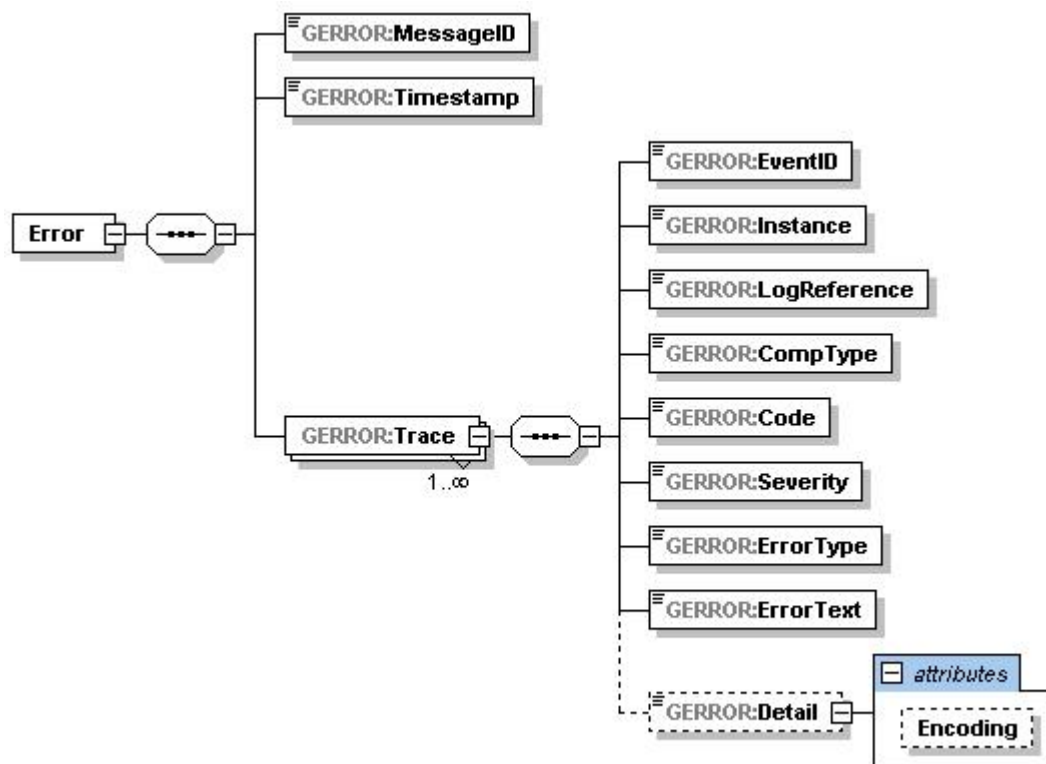 GERROR:MessageID
GERROR:Timestamp
Error
GERROR:Trace
1..∞
GERROR:EventID
GERROR:Instance
GERROR:LogReference
GERROR:CompType
GERROR:Code
GERROR:Severity
GERROR:ErrorType
GERROR:ErrorText
GERROR:Detail
attributes
Encoding